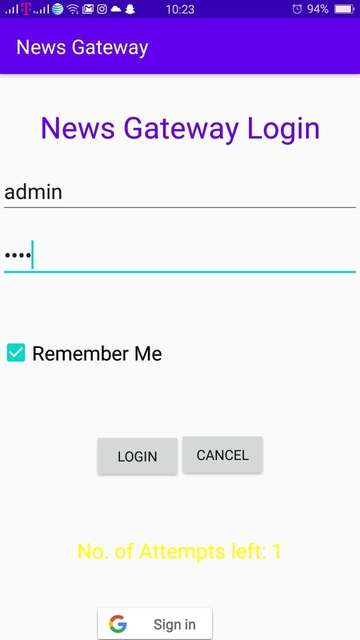 10:23
94%
News Gateway
News Gateway Login
admin
••••
Remember Me
LOGIN
CANCEL
No. of Attempts left: 1
Sign in